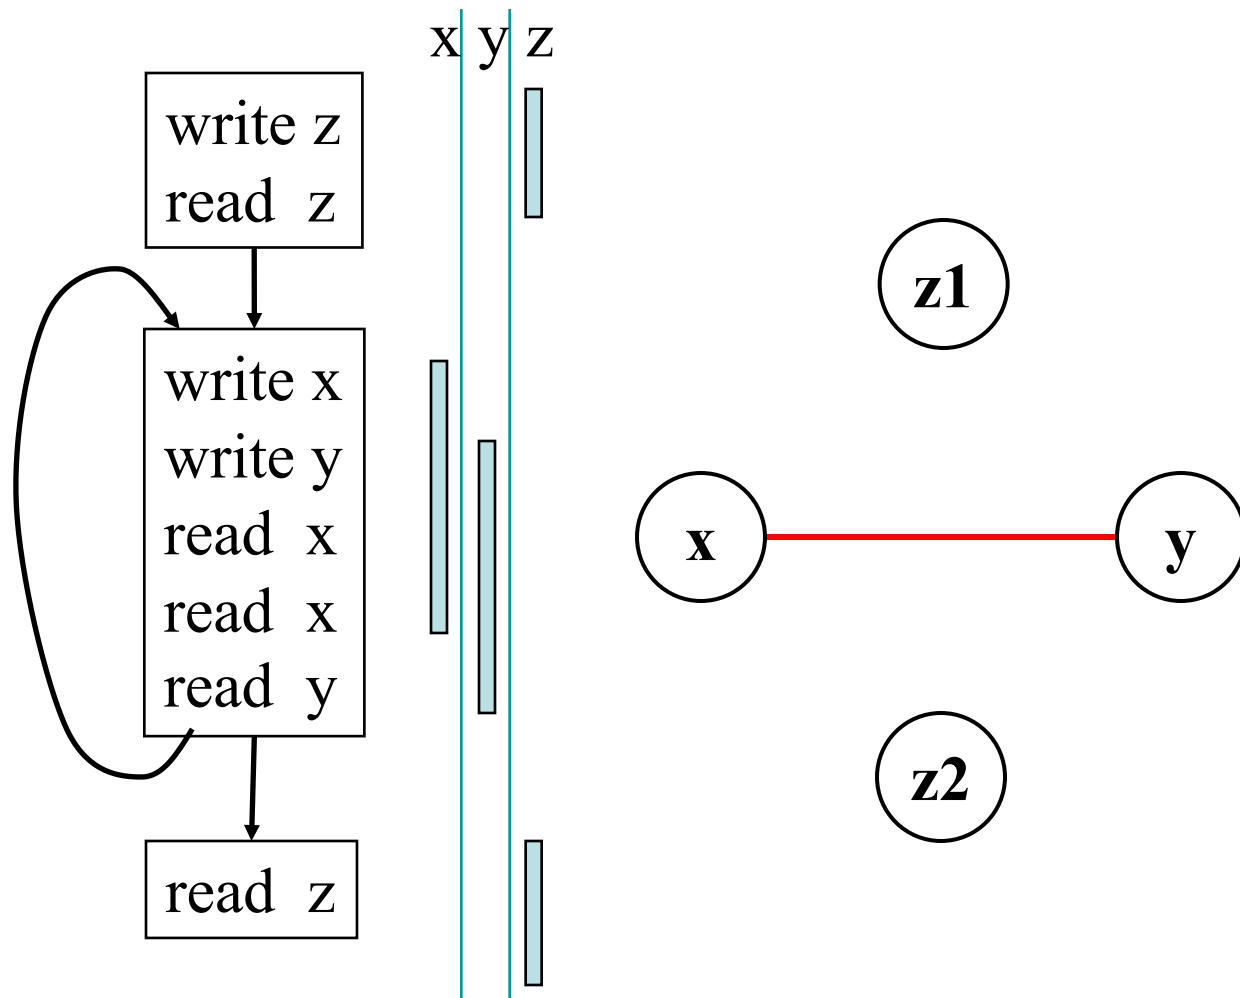 x y z
write z
read z
write x
write y
read x
read x
read y
read z
z1
x
y
z2